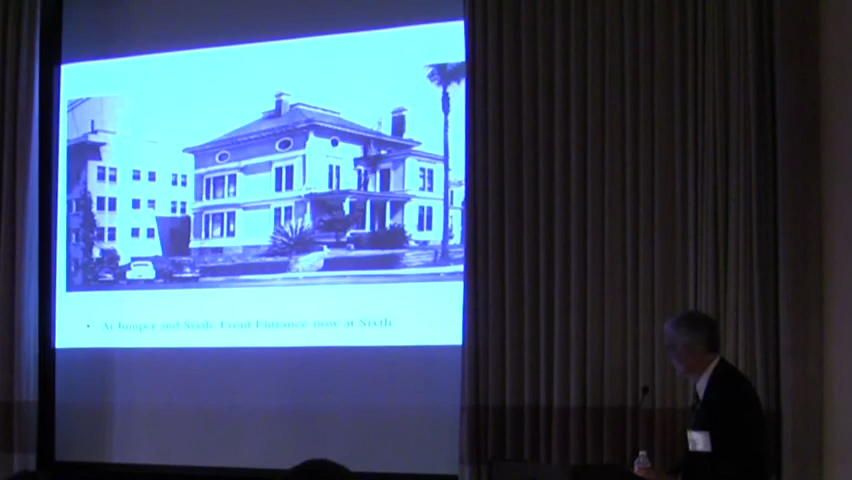 • At Juniper and Sixth. Front Entrance now at Sixth.